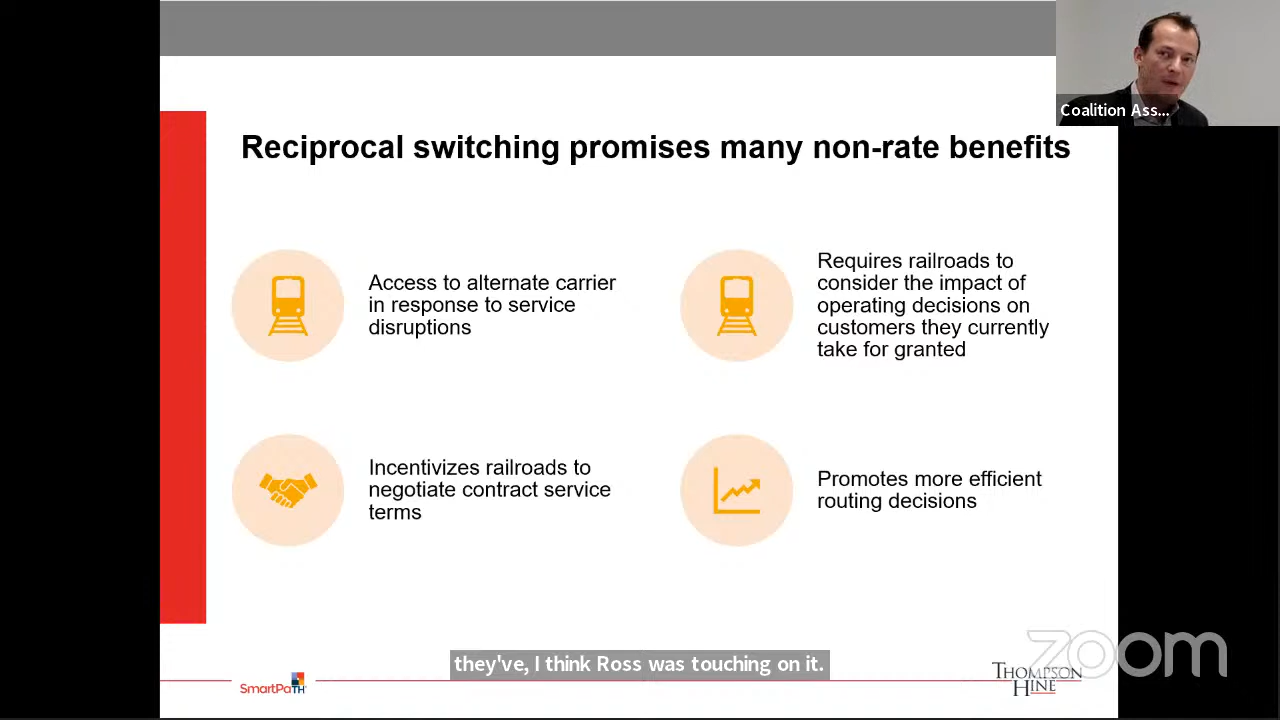 Coalition Ass...
Reciprocal switching promises many non-rate benefits
Access to alternate carrier
in response to service
disruptions
Requires railroads to
consider the impact of
operating decisions on
customers they currently
take for granted
Incentivizes railroads to
negotiate contract service
terms
Promotes more efficient
routing decisions
they've, I think Ross was touching on it.
zoom
SmartPaTH
THOMPSON
HINE